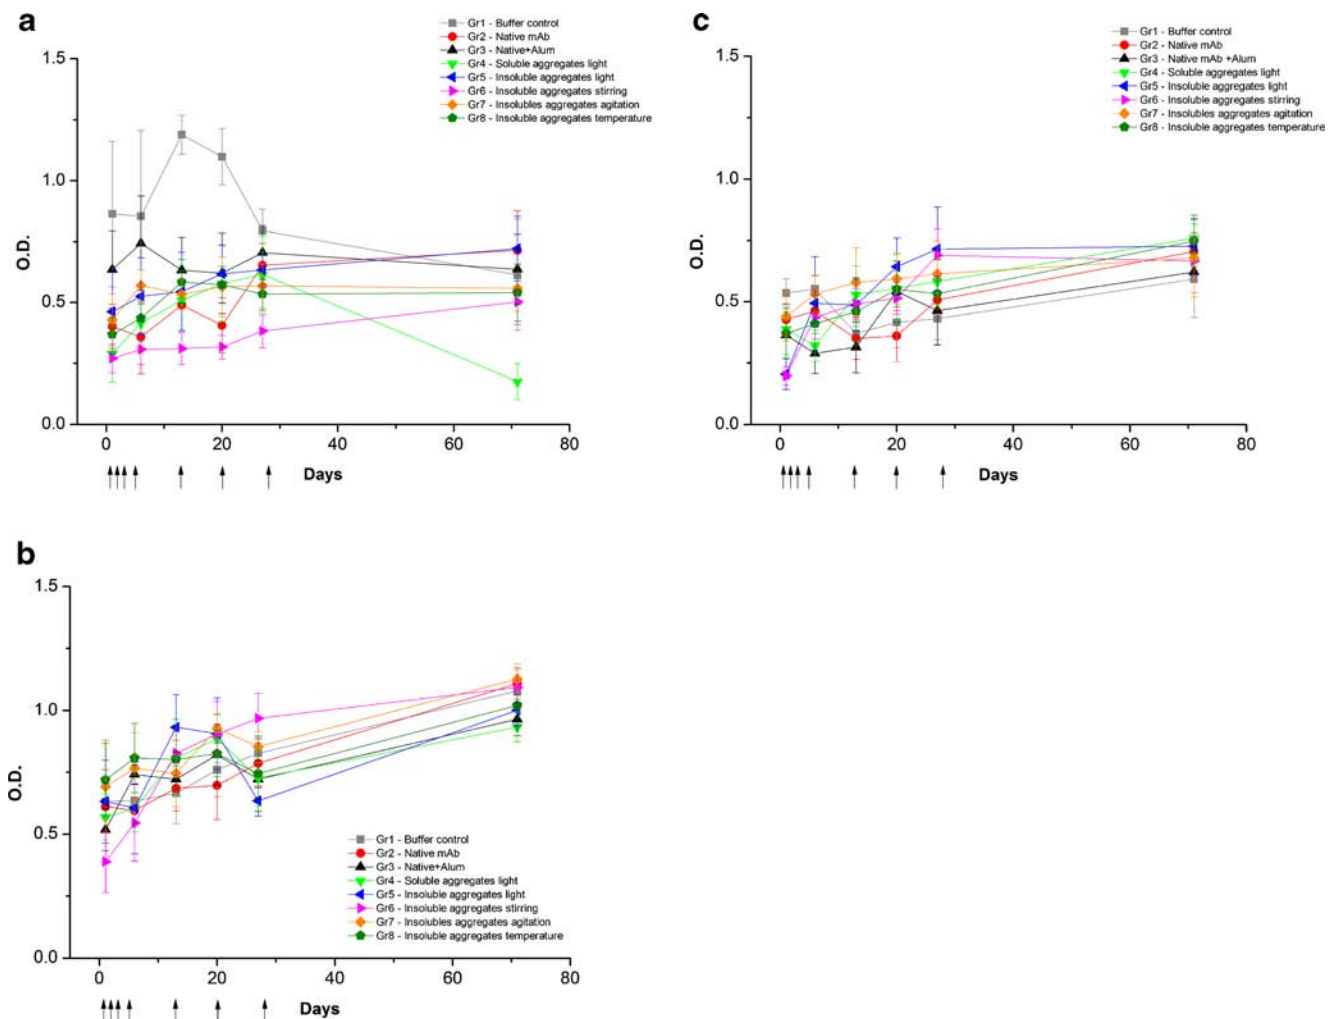 a
Gr1 - Buffer control
Gr2 - Native mAb
Gr3 - Native+Alum
Gr4 - Soluble aggregates light
Gr5 - Insoluble aggregates light
Gr6 - Insoluble aggregates stirring
Gr7 - Insolubles aggregates agitation
Gr8 - Insoluble aggregates temperature
1.5
1.0
0.5
0.0
O.D.
0 20 40 60 80
Days
c
Gr1 - Buffer control
Gr2 - Native mAb
Gr3 - Native mAb +Alum
Gr4 - Soluble aggregates light
Gr5 - Insoluble aggregates light
Gr6 - Insoluble aggregates stirring
Gr7 - Insolubles aggregates agitation
Gr8 - Insoluble aggregates temperature
1.5
1.0
0.5
0.0
O.D.
0 20 40 60 80
Days
b
1.5
1.0
0.5
0.0
O.D.
Gr1 - Buffer control
Gr2 - Native mAb
Gr3 - Native+Alum
Gr4 - Soluble aggregates light
Gr5 - Insoluble aggregates light
Gr6 - Insoluble aggregates stirring
Gr7 - Insolubles aggregates agitation
Gr8 - Insoluble aggregates temperature
0 20 40 60 80
Days